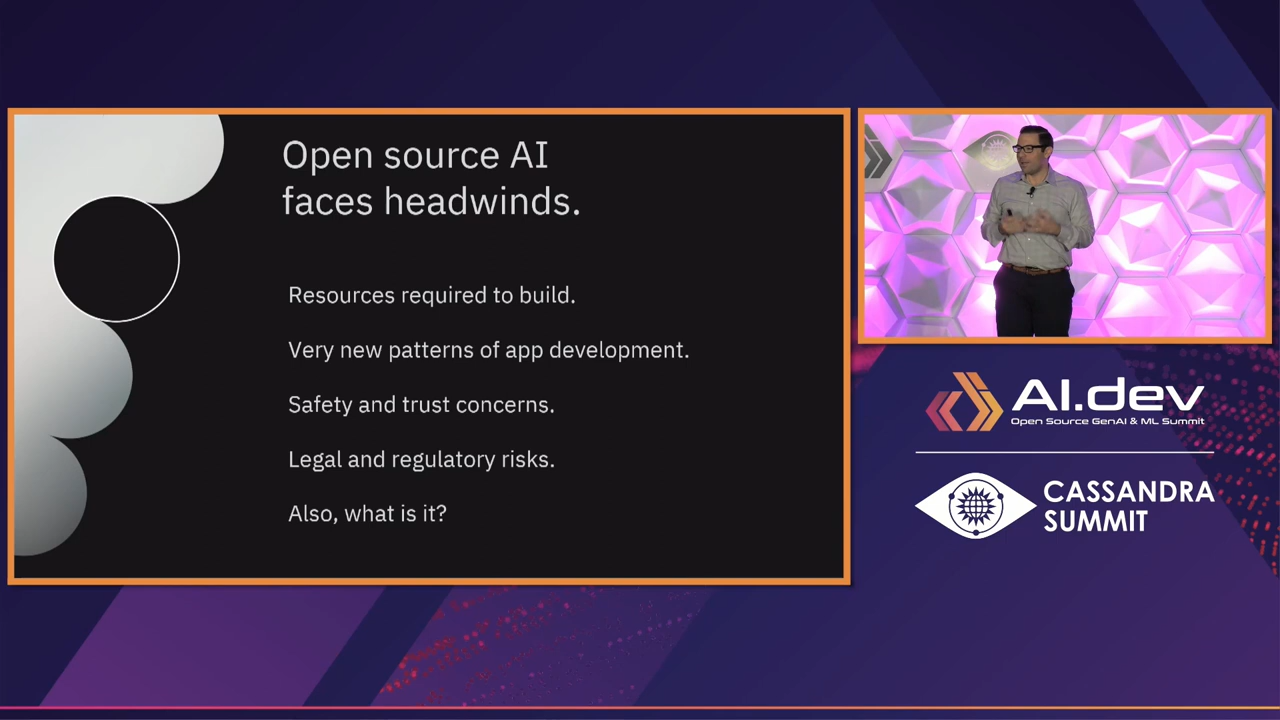 Open source AI
faces headwinds.
Resources required to build.
Very new patterns of app development.
Safety and trust concerns.
Legal and regulatory risks.
Also, what is it?
AI.dev
Open Source GenAI & ML Summit
CASSANDRA
SUMMIT